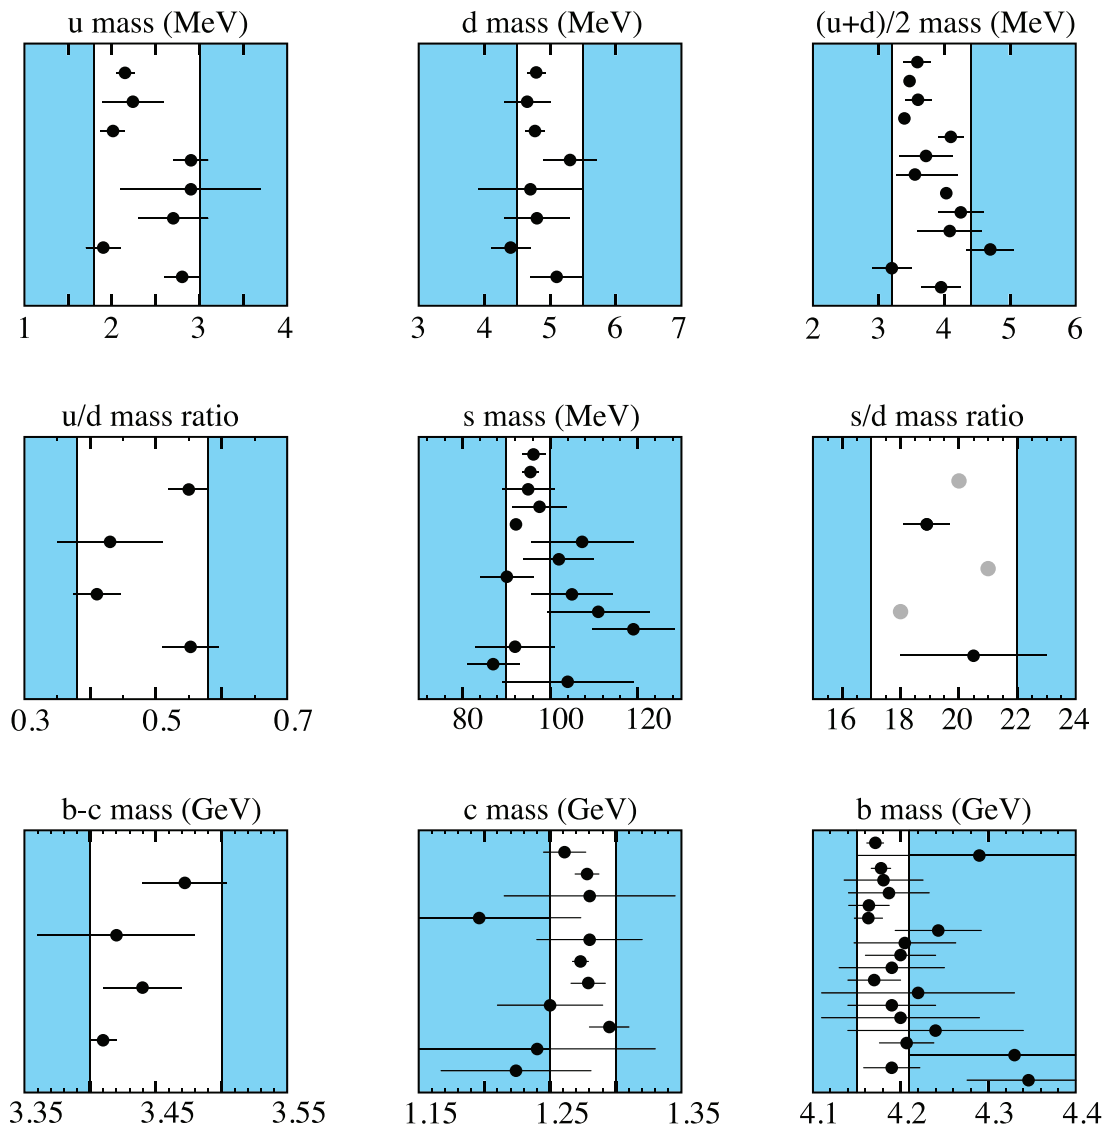 u mass (MeV) d mass (MeV) (u+d)/2 mass (MeV)
1 2 3 4 3 4 5 6 7 2 3 4 5 6
u/d mass ratio s mass (MeV) s/d mass ratio
0.3 0.5 0.7 80 100 120 16 18 20 22 24
b-c mass (GeV) c mass (GeV) b mass (GeV)
3.35 3.45 3.55 1.15 1.25 1.35 4.1 4.2 4.3 4.4